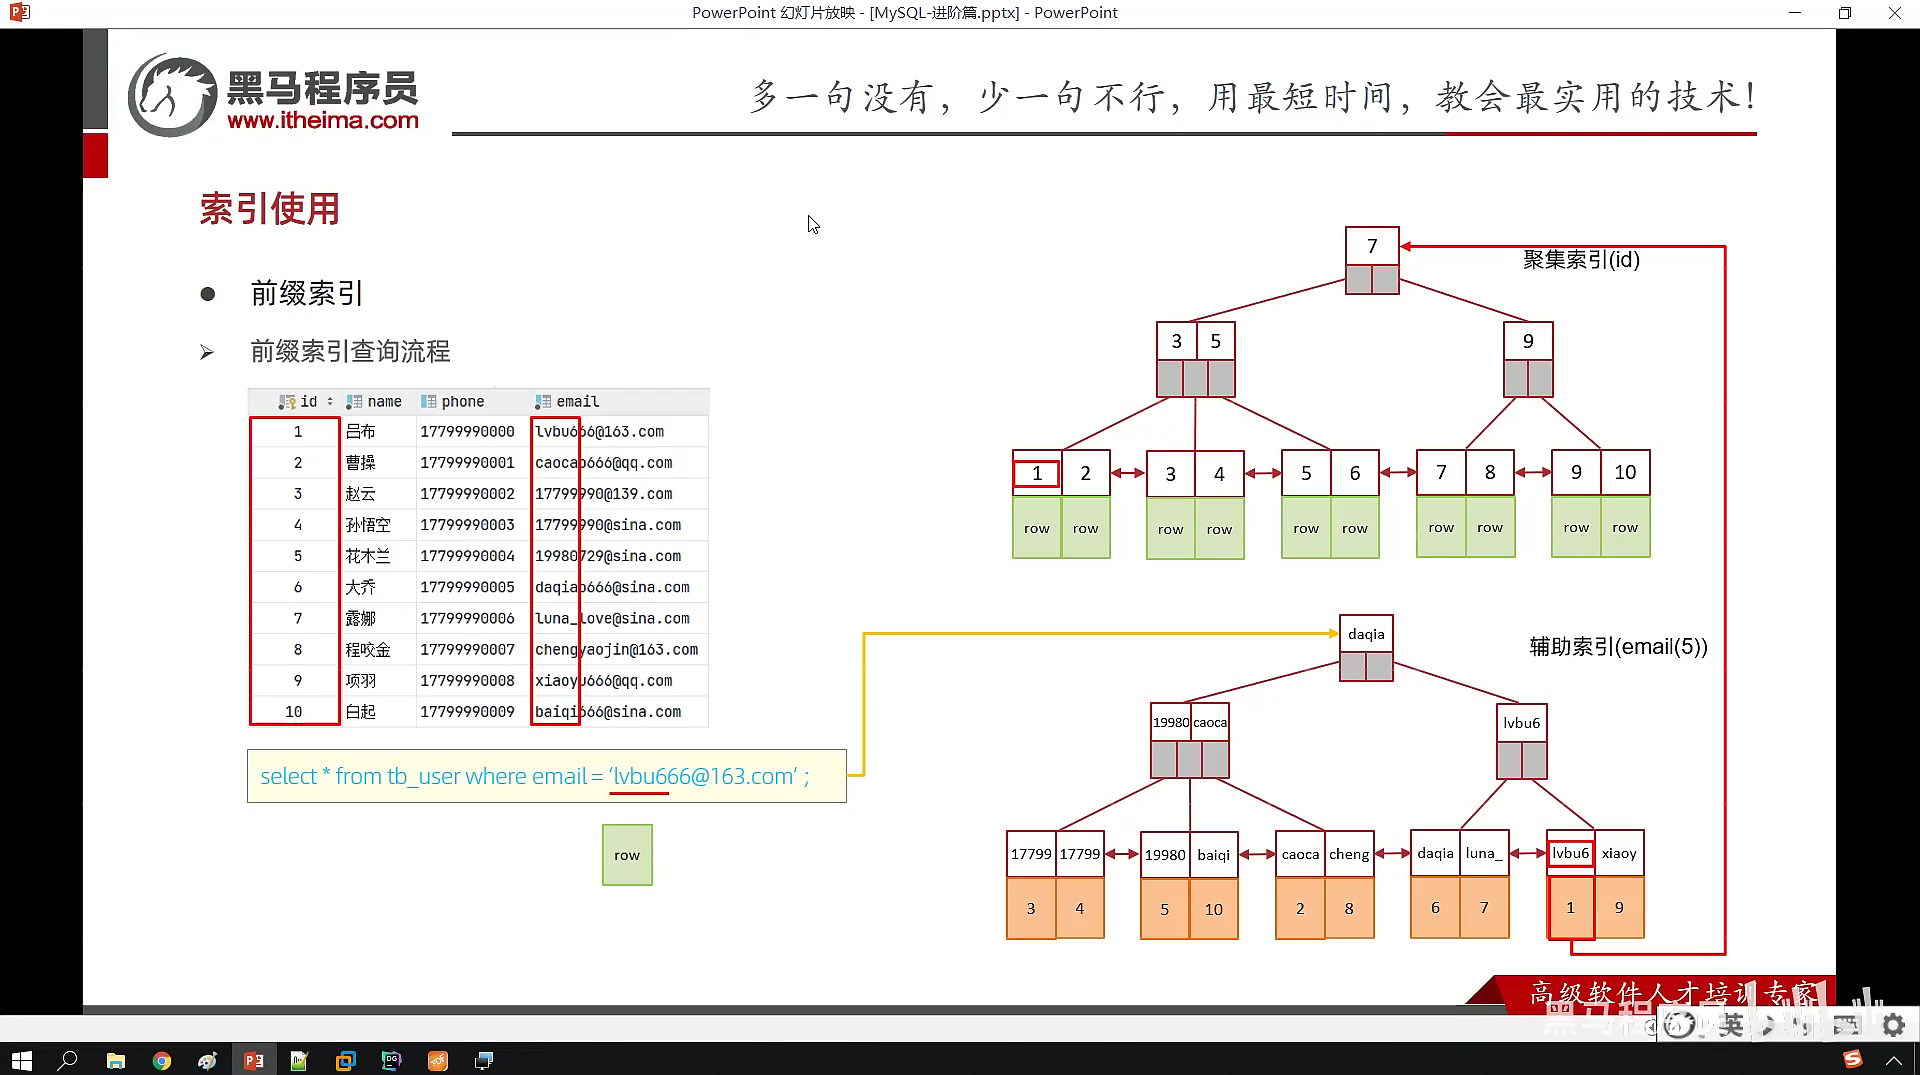 PowerPoint 幻灯片放映 - [MySQL-进阶篇.pptx] - PowerPoint
黑马程序员
www.itheima.com
多一句没有，少一句不行，用最短时间，教会最实用的技术！
索引使用
前缀索引
前缀索引查询流程
id name phone email
1 吕布 17799990000 lvbu666@163.com
2 曹操 17799990001 caocao666@qq.com
3 赵云 17799990002 17799990@139.com
4 孙悟空 17799990003 17799990@sina.com
5 花木兰 17799990004 19980729@sina.com
6 大乔 17799990005 daqiao666@sina.com
7 露娜 17799990006 luna_love@sina.com
8 程咬金 17799990007 chengyaojin@163.com
9 项羽 17799990008 xiaoyu666@qq.com
10 白起 17799990009 baiqi666@sina.com
select * from tb_user where email = ‘lvbu666@163.com’ ;
row
7
聚集索引(id)
3 5 9
1 2 3 4 5 6 7 8 9 10
row row row row row row row row row row
daqia
辅助索引(email(5))
19980 caoca lvbu6
17799 17799 19980 baiqi caoca cheng daqia luna_ lvbu6 xiaoy
3 4 5 10 2 8 6 7 1 9
高级软件人才培训专家
黑马程序员
英